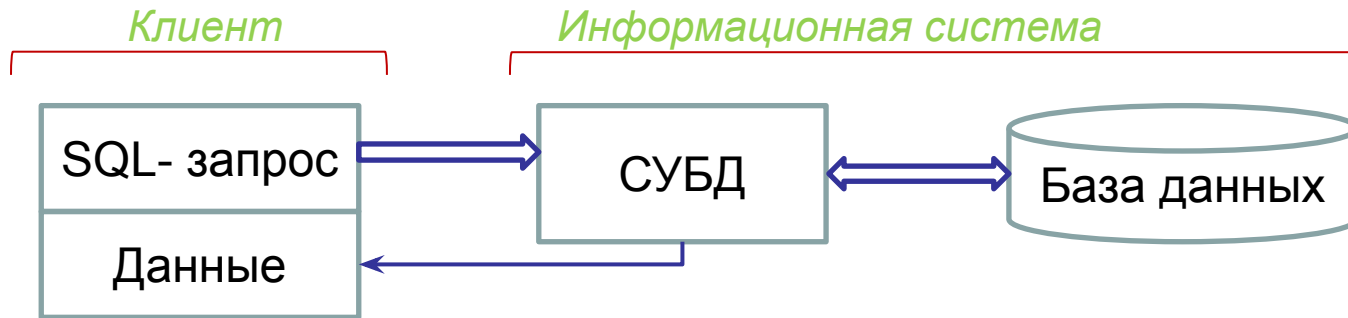 Клиент
Информационная система
SQL- запрос
СУБД
База данных
Данные